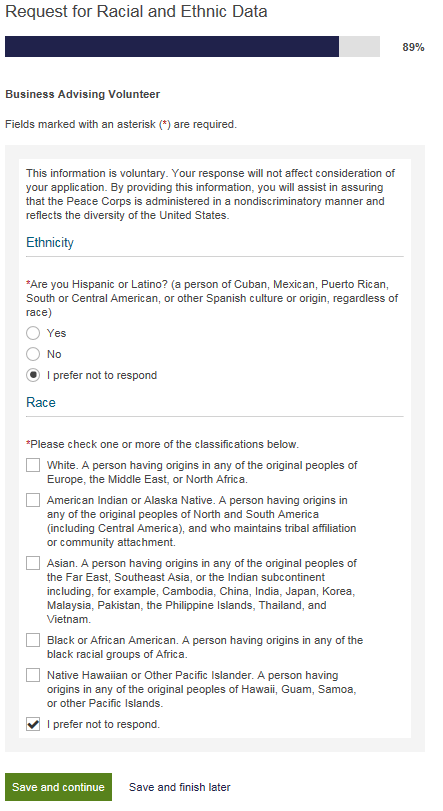 Request for Racial and Ethnic Data
89%
Business Advising Volunteer
Fields marked with an asterisk (*) are required.
This information is voluntary. Your response will not affect consideration of
your application. By providing this information, you will assist in assuring
that the Peace Corps is administered in a nondiscriminatory manner and
reflects the diversity of the United States.
Ethnicity
*Are you Hispanic or Latino? (a person of Cuban, Mexican, Puerto Rican,
South or Central American, or other Spanish culture or origin, regardless of
race)
Yes
No
I prefer not to respond
Race
*Please check one or more of the classifications below.
White. A person having origins in any of the original peoples of
Europe, the Middle East, or North Africa.
American Indian or Alaska Native. A person having origins in
any of the original peoples of North and South America
(including Central America), and who maintains tribal affiliation
or community attachment.
Asian. A person having origins in any of the original peoples of
the Far East, Southeast Asia, or the Indian subcontinent
including, for example, Cambodia, China, India, Japan, Korea,
Malaysia, Pakistan, the Philippine Islands, Thailand, and
Vietnam.
Black or African American. A person having origins in any of the
black racial groups of Africa.
Native Hawaiian or Other Pacific Islander. A person having
origins in any of the original peoples of Hawaii, Guam, Samoa,
or other Pacific Islands.
I prefer not to respond.
Save and continue Save and finish later